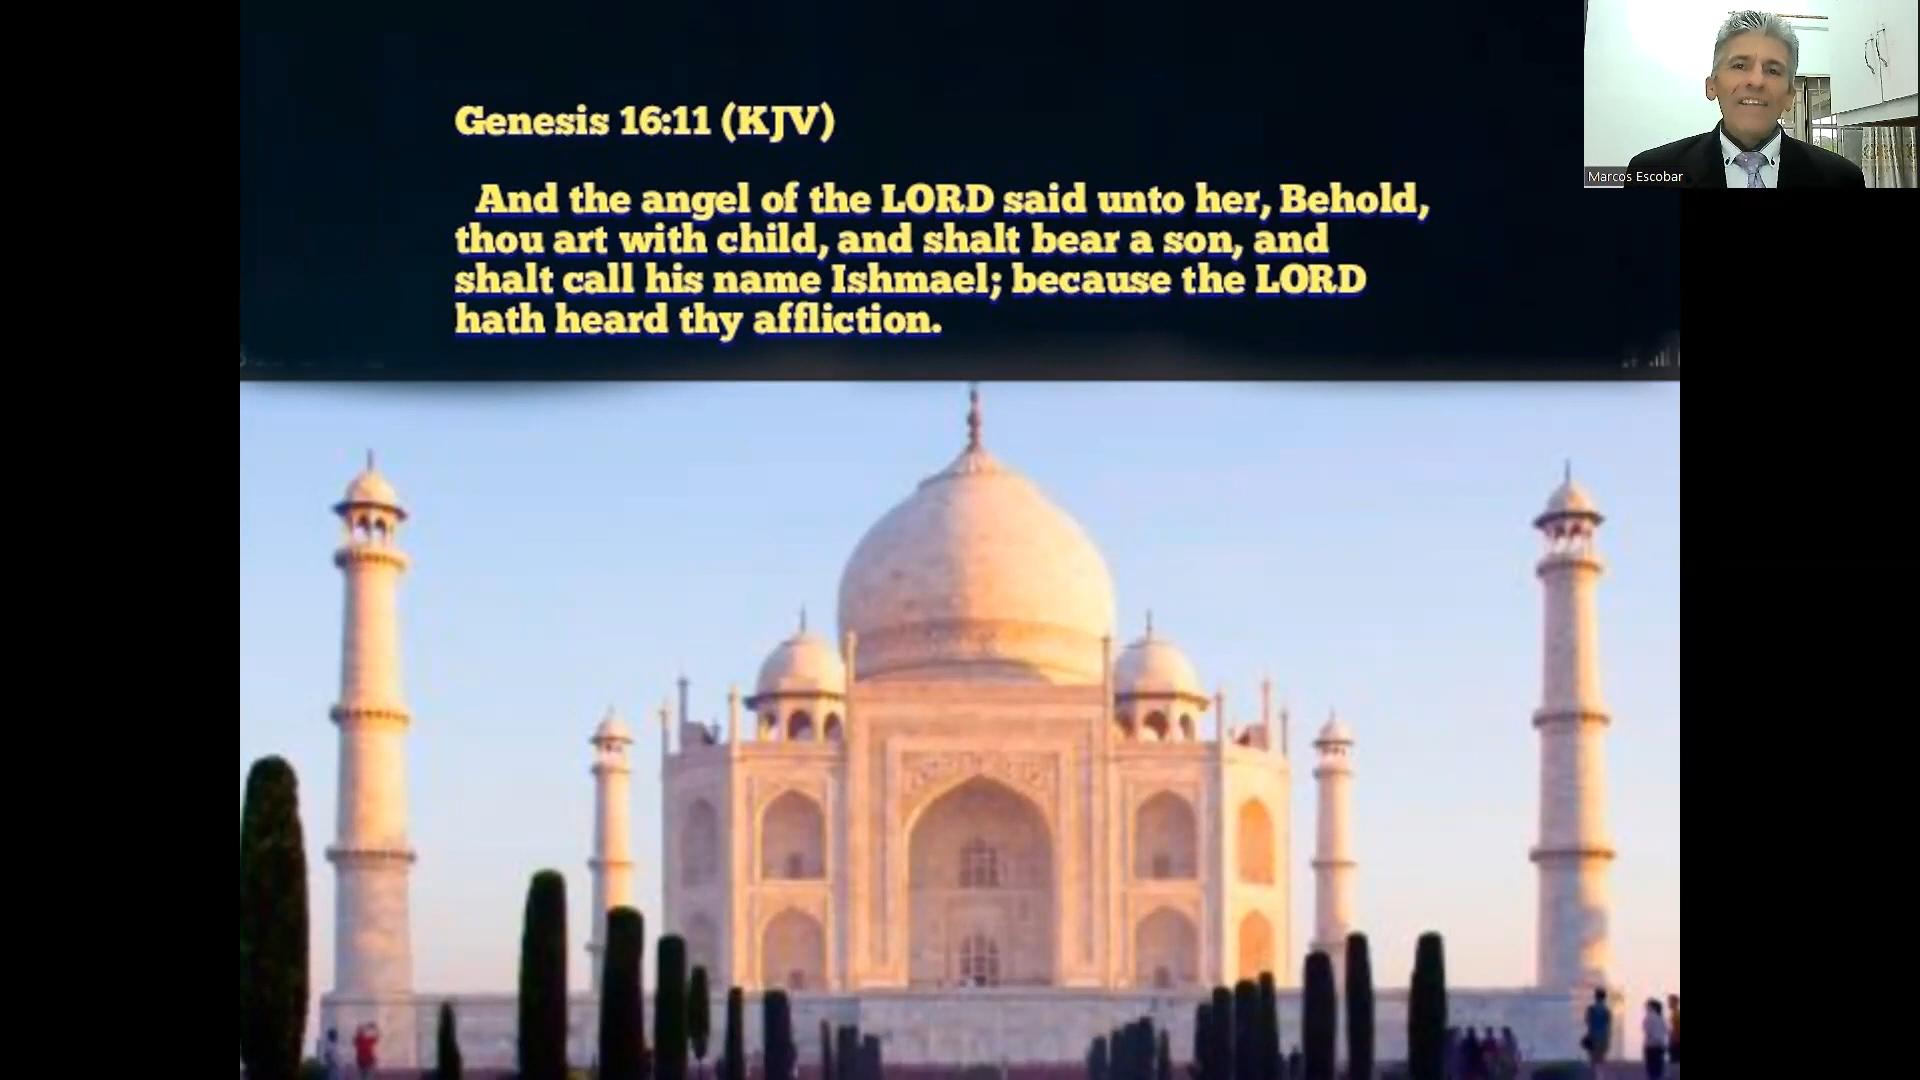 Genesis 16:11 (KJV)
And the angel of the LORD said unto her, Behold,
thou art with child, and shalt bear a son, and
shalt call his name Ishmael; because the LORD
hath heard thy affliction.
Marcos Escobar